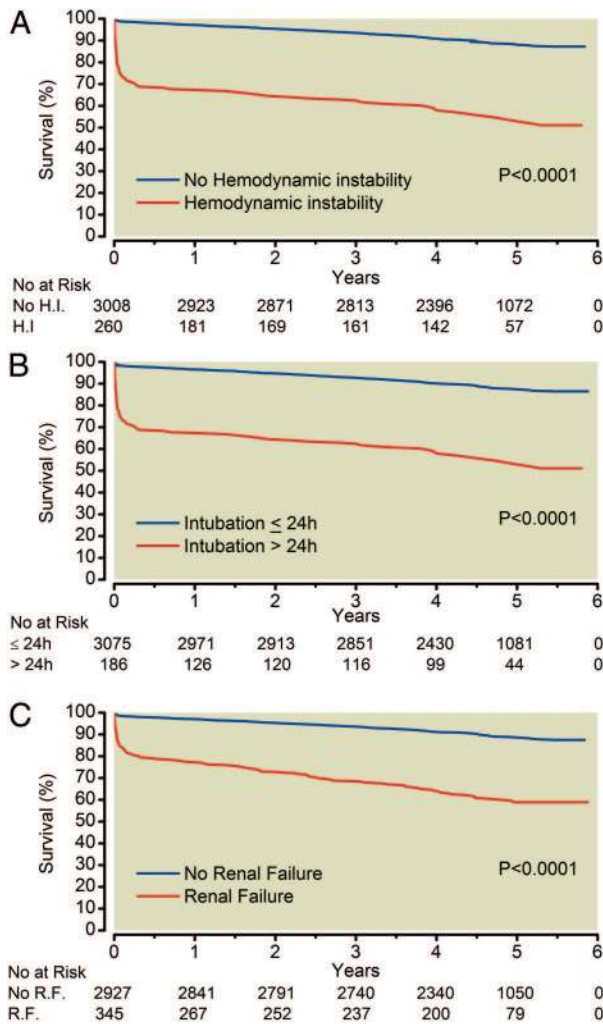 A
100
90
80
70
60
50
40
30
20
10
0
Survival (%)
No Hemodynamic instability
Hemodynamic instability
P<0.0001
0 1 2 3 4 5 6
Years
No at Risk
No H.I. 3008 2923 2871 2813 2396 1072 0
H.I 260 181 169 161 142 57 0
B
100
90
80
70
60
50
40
30
20
10
0
Survival (%)
Intubation ≤ 24h
Intubation > 24h
P<0.0001
0 1 2 3 4 5 6
Years
No at Risk
≤ 24h 3075 2971 2913 2851 2430 1081 0
> 24h 186 126 120 116 99 44 0
C
100
90
80
70
60
50
40
30
20
10
0
Survival (%)
No Renal Failure
Renal Failure
P<0.0001
0 1 2 3 4 5 6
Years
No at Risk
No R.F. 2927 2841 2791 2740 2340 1050 0
R.F. 345 267 252 237 200 79 0